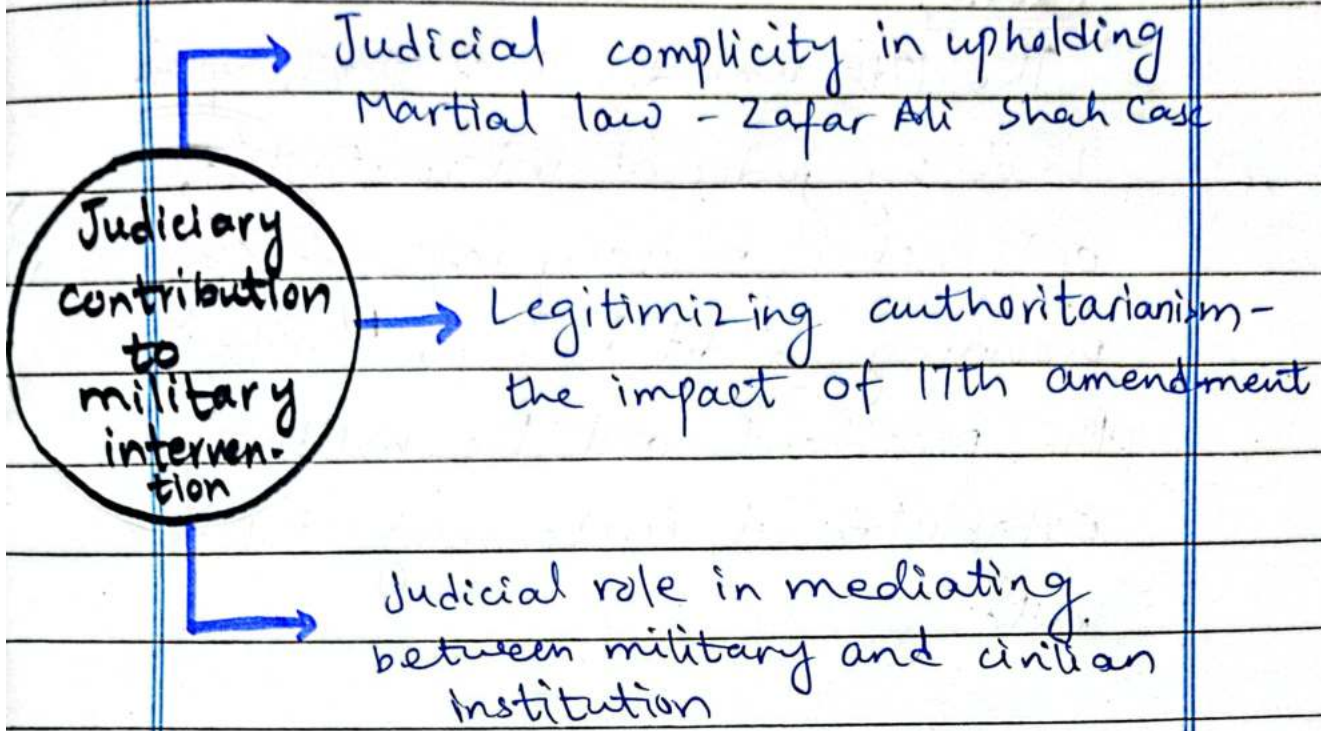 Judicial complicity in upholding
Martial law - Zafar Ali Shah Case
Judiciary
contribution
to
military
interven-
tion
Legitimizing authoritarianism-
the impact of 17th amendment
Judicial role in mediating
between military and civilian
institution